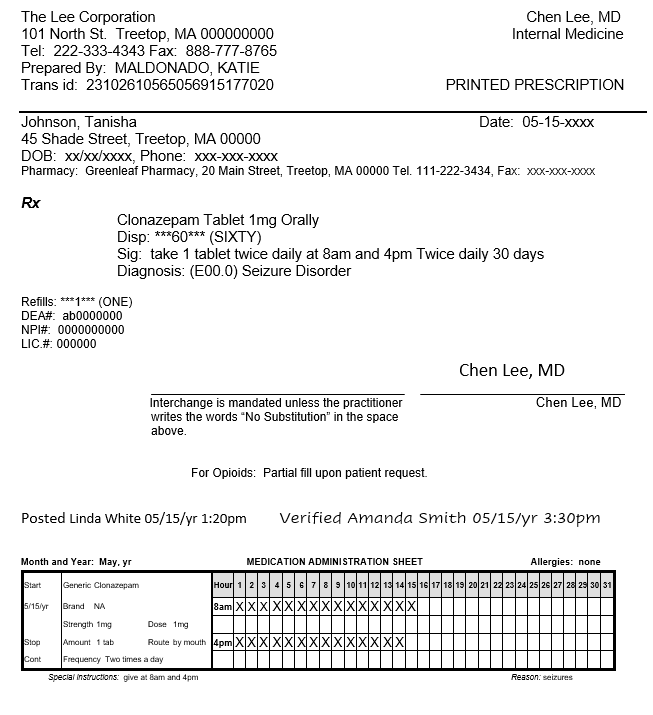 The Lee Corporation Chen Lee, MD
101 North St. Treetop, MA 000000000 Internal Medicine
Tel: 222-333-4343 Fax: 888-777-8765
Prepared By: MALDONADO, KATIE
Trans id: 23102610565056915177020 PRINTED PRESCRIPTION
Johnson, Tanisha Date: 05-15-xxxx
45 Shade Street, Treetop, MA 00000
DOB: xx/xx/xxxx, Phone: xxx-xxx-xxxx
Pharmacy: Greenleaf Pharmacy, 20 Main Street, Treetop, MA 00000 Tel. 111-222-3434, Fax: xxx-xxx-xxxx
Rx
Clonazepam Tablet 1mg Orally
Disp: ***60*** (SIXTY)
Sig: take 1 tablet twice daily at 8am and 4pm Twice daily 30 days
Diagnosis: (E00.0) Seizure Disorder
Refills: ***1*** (ONE)
DEA#: ab0000000
NPI#: 0000000000
LIC.#: 000000
Chen Lee, MD
Interchange is mandated unless the practitioner Chen Lee, MD
writes the words “No Substitution” in the space
above.
For Opioids: Partial fill upon patient request.
Posted Linda White 05/15/yr 1:20pm Verified Amanda Smith 05/15/yr 3:30pm
Month and Year: May, yr MEDICATION ADMINISTRATION SHEET Allergies: none
Start Generic Clonazepam Hour 1 2 3 4 5 6 7 8 9 10 11 12 13 14 15 16 17 18 19 20 21 22 23 24 25 26 27 28 29 30 31
5/15/yr Brand NA 8am X X X X X X X X X X X X X X X
Strength 1mg Dose 1mg
Stop Amount 1 tab Route by mouth 4pm X X X X X X X X X X X X X X
Cont Frequency Two times a day
Special Instructions: give at 8am and 4pm Reason: seizures